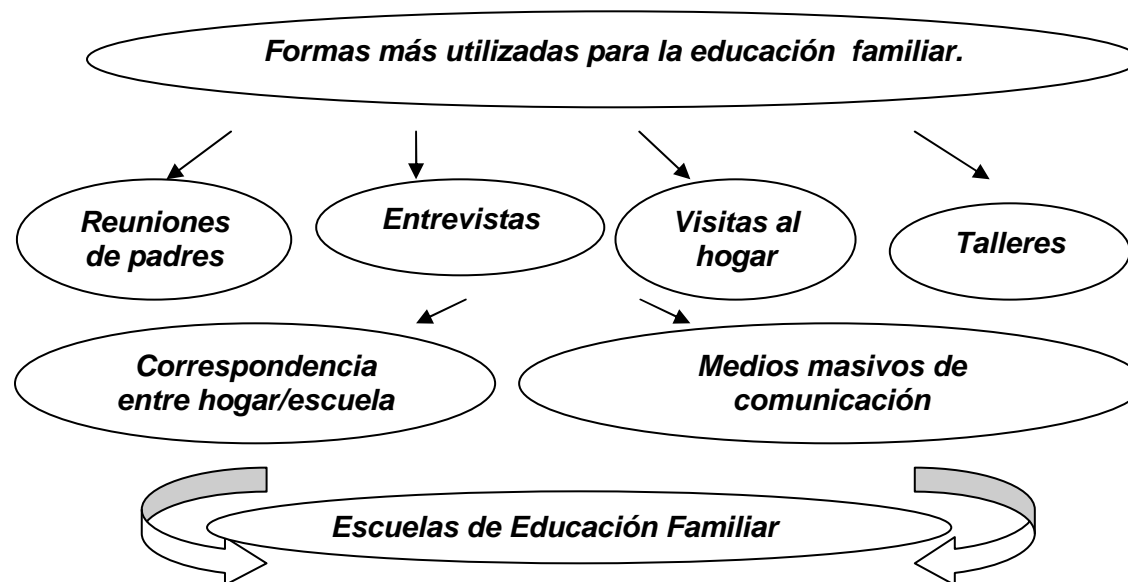 Formas más utilizadas para la educación familiar.
Reuniones
de padres
Entrevistas
Visitas al
hogar
Talleres
Correspondencia
entre hogar/escuela
Medios masivos de
comunicación
Escuelas de Educación Familiar